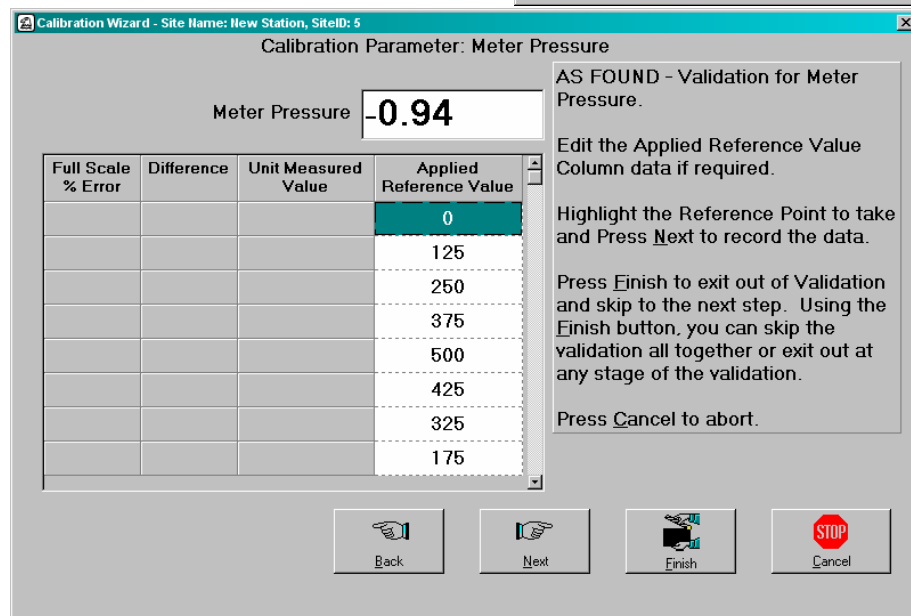 Calibration Wizard - Site Name: New Station, SiteID: 5
Calibration Parameter: Meter Pressure
Meter Pressure -0.94
Full Scale % Error Difference Unit Measured Value Applied Reference Value
0
125
250
375
500
425
325
175
AS FOUND - Validation for Meter
Pressure.
Edit the Applied Reference Value
Column data if required.
Highlight the Reference Point to take
and Press Next to record the data.
Press Finish to exit out of Validation
and skip to the next step. Using the
Finish button, you can skip the
validation all together or exit out at
any stage of the validation.
Press Cancel to abort.
Back Next Finish STOP Cancel